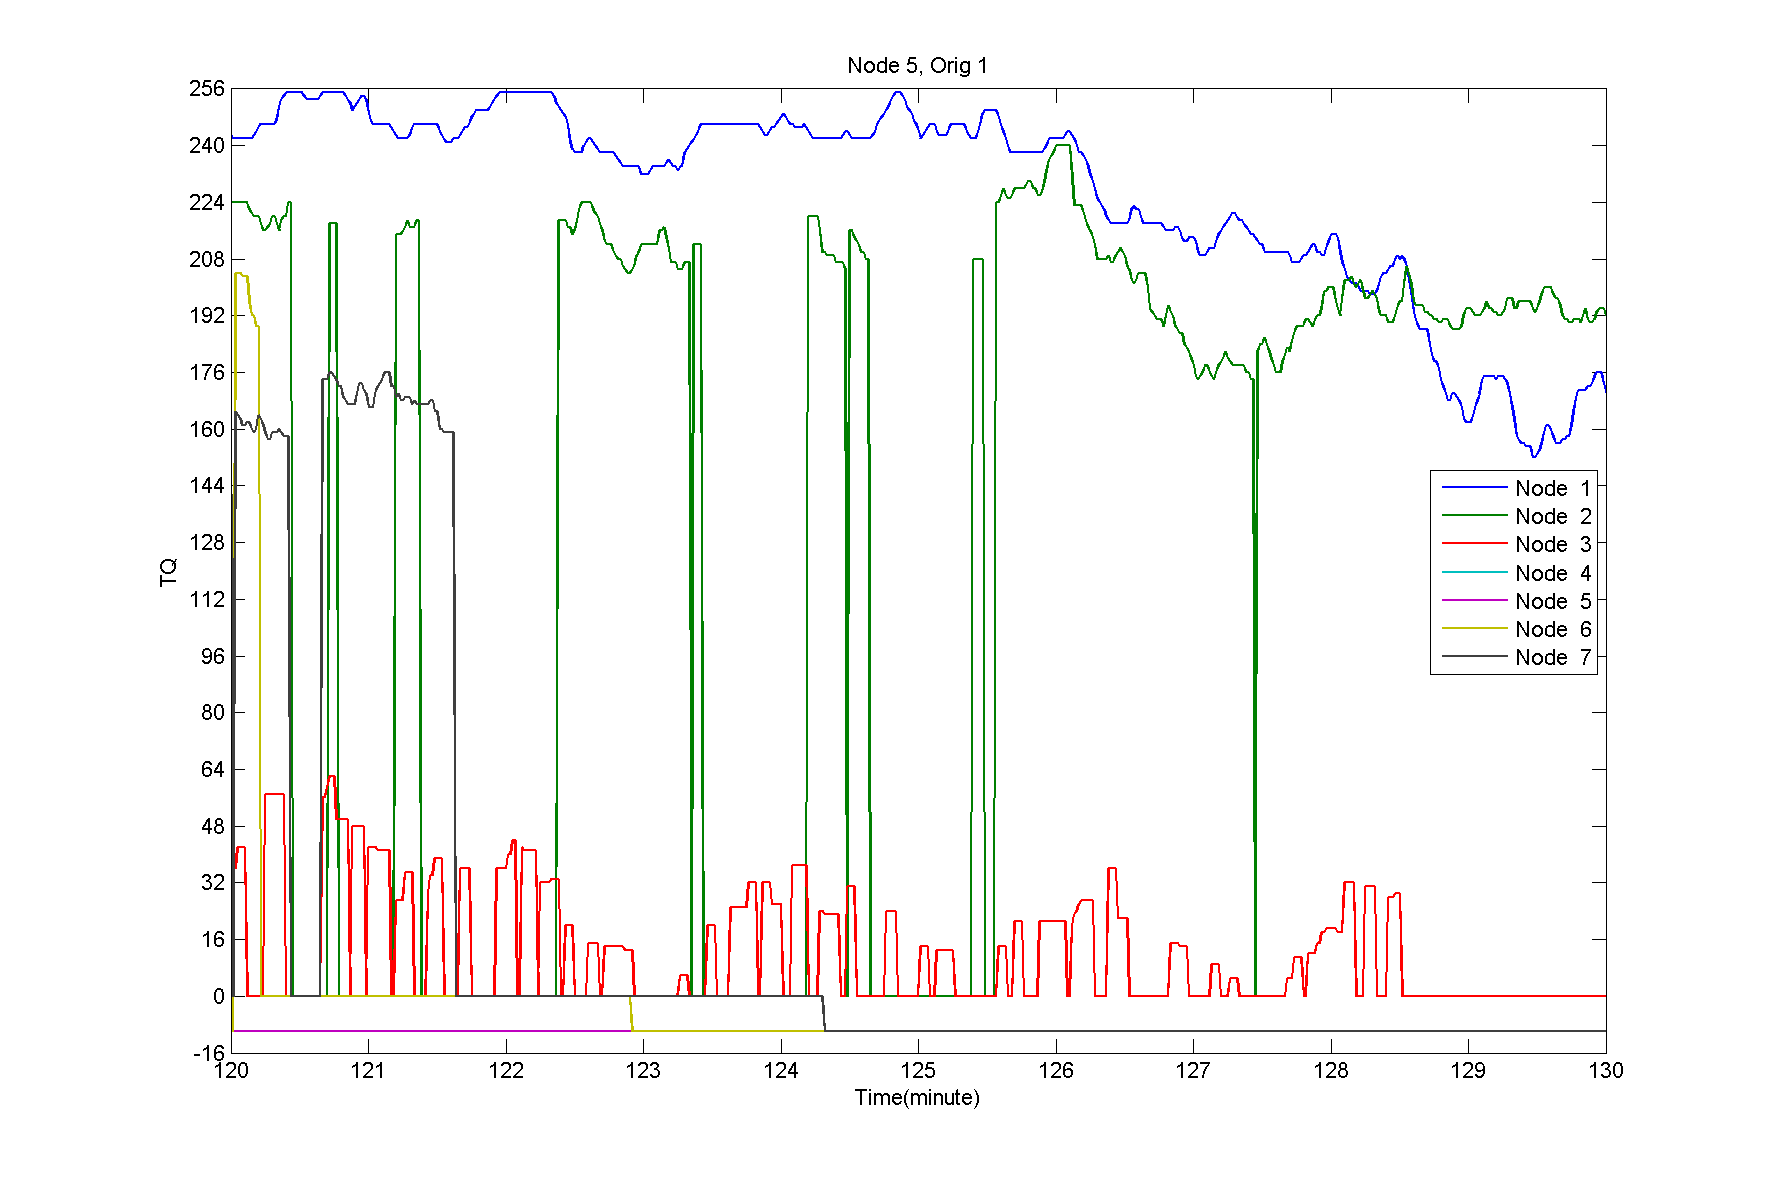 Node 5, Orig 1
256
240
224
208
192
176
160
144
128
112
96
80
64
48
32
16
0
-16
TQ
Node 1
Node 2
Node 3
Node 4
Node 5
Node 6
Node 7
120 121 122 123 124 125 126 127 128 129 130
Time(minute)